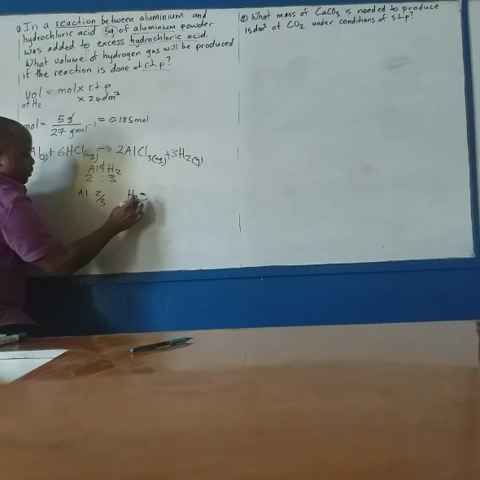 ① In a reaction between aluminium and
hydrochloric acid 5g of aluminium powder
was added to excess hydrochloric acid.
What volume of hydrogen gas will be produced
if the reaction is done at r.t.p?
vol = mol x r.t.p
of H₂ x 24dm³
mol = 5g / 27 gmol⁻¹ = 0.185mol
Al(s) + 6HCl(aq) → 2AlCl₃(aq) + 3H₂(g)
Al : H₂
2 : 3
Al 2/3 H₂ =
② What mass of CaCO₃ is needed to produce
15dm³ of CO₂ under conditions of s.t.p?